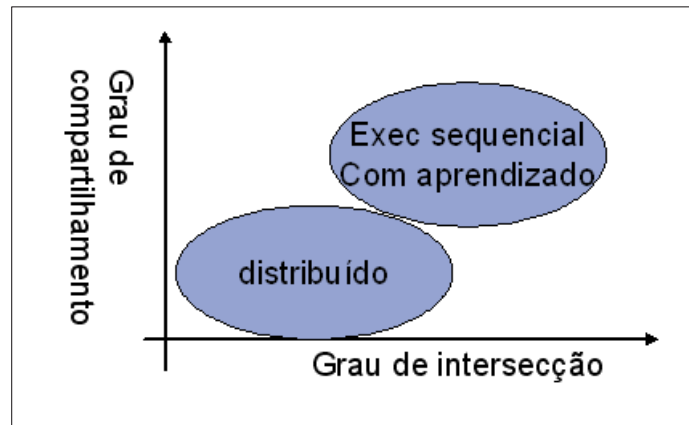 Grau de
compartilhamento
Exec sequencial
Com aprendizado
distribuído
Grau de intersecção